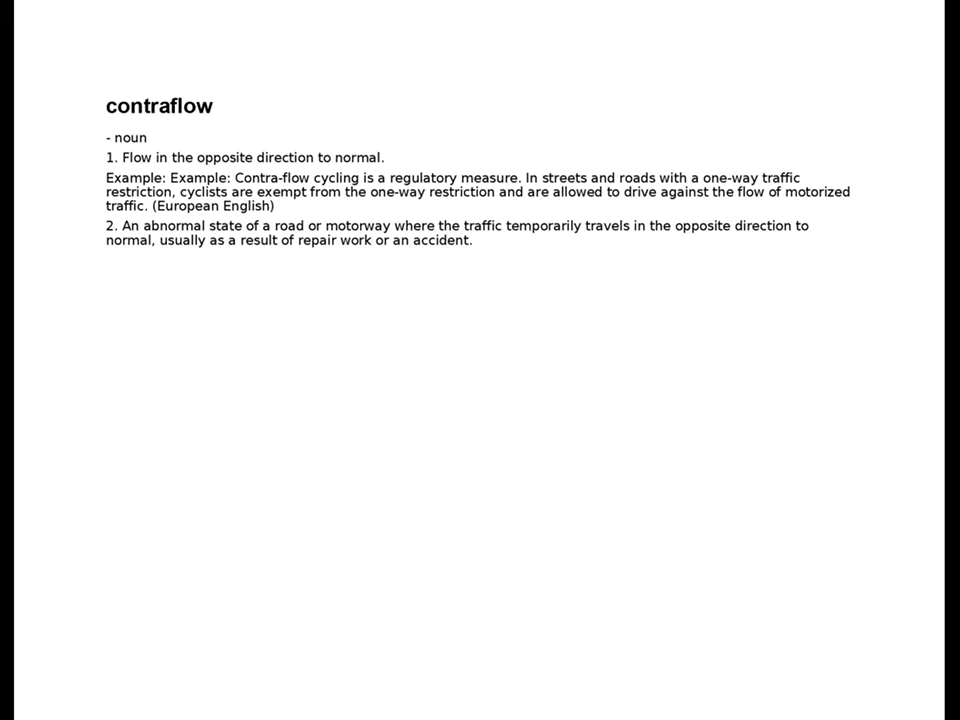 contraflow
- noun
1. Flow in the opposite direction to normal.
Example: Example: Contra-flow cycling is a regulatory measure. In streets and roads with a one-way traffic
restriction, cyclists are exempt from the one-way restriction and are allowed to drive against the flow of motorized
traffic. (European English)
2. An abnormal state of a road or motorway where the traffic temporarily travels in the opposite direction to
normal, usually as a result of repair work or an accident.